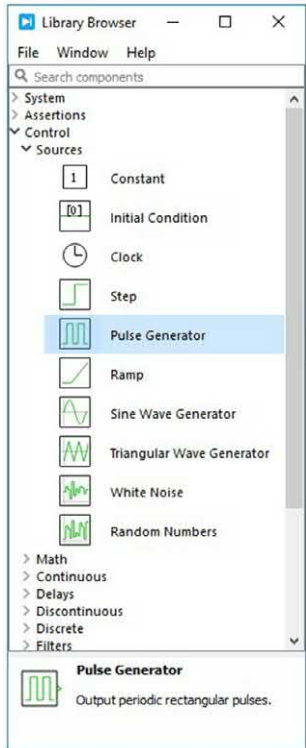 Library Browser
File Window Help
Search components
System
Assertions
Control
Sources
1 Constant
[0] Initial Condition
Clock
Step
Pulse Generator
Ramp
Sine Wave Generator
Triangular Wave Generator
White Noise
Random Numbers
Math
Continuous
Delays
Discontinuous
Discrete
Filters
Pulse Generator
Output periodic rectangular pulses.